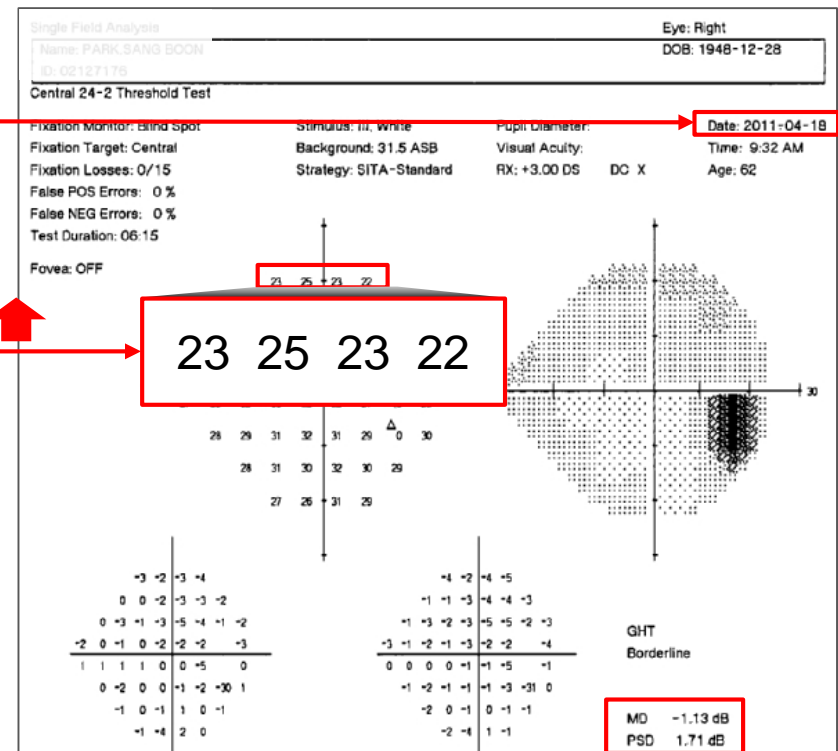 Single Field Analysis
Eye: Right
Name: PARK.SANG BOON
DOB: 1948-12-28
ID: 02127176
Central 24-2 Threshold Test
Fixation Monitor: Blind Spot
Stimulus: III, White
Pupil Diameter:
Date: 2011-04-18
Fixation Target: Central
Background: 31.5 ASB
Visual Acuity:
Time: 9:32 AM
Fixation Losses: 0/15
Strategy: SITA-Standard
RX: +3.00 DS DC X
Age: 62
False POS Errors: 0 %
False NEG Errors: 0 %
Test Duration: 06:15
Fovea: OFF
23 25 23 22
23 25 23 22
30
28 29 31 32 31 29 0 30
28 31 30 32 30 29
27 26 31 29
-3 -2 -3 -4
0 0 -2 -3 -3 -2
0 -3 -1 -3 -5 -4 -1 -2
-2 0 -1 0 -2 -2 -2 -3
1 1 1 1 0 0 -5 0
0 -2 0 0 -1 -2 -30 1
-1 0 -1 1 0 -1
-1 -4 2 0
-4 -2 -4 -5
-1 -1 -3 -4 -4 -3
-1 -3 -2 -3 -5 -5 -2 -3
-3 -1 -2 -1 -3 -2 -2 -4
0 0 0 0 -1 -1 -5 -1
-1 -2 -1 -1 -1 -3 -31 0
-2 0 -1 0 -1 -1
-2 -4 1 -1
GHT
Borderline
MD -1.13 dB
PSD 1.71 dB